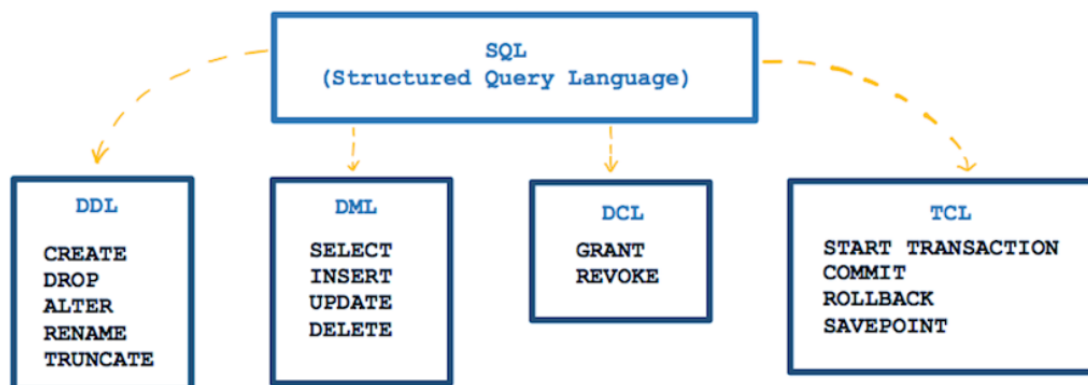 SQL
(Structured Query Language)
DDL
CREATE
DROP
ALTER
RENAME
TRUNCATE
DML
SELECT
INSERT
UPDATE
DELETE
DCL
GRANT
REVOKE
TCL
START TRANSACTION
COMMIT
ROLLBACK
SAVEPOINT